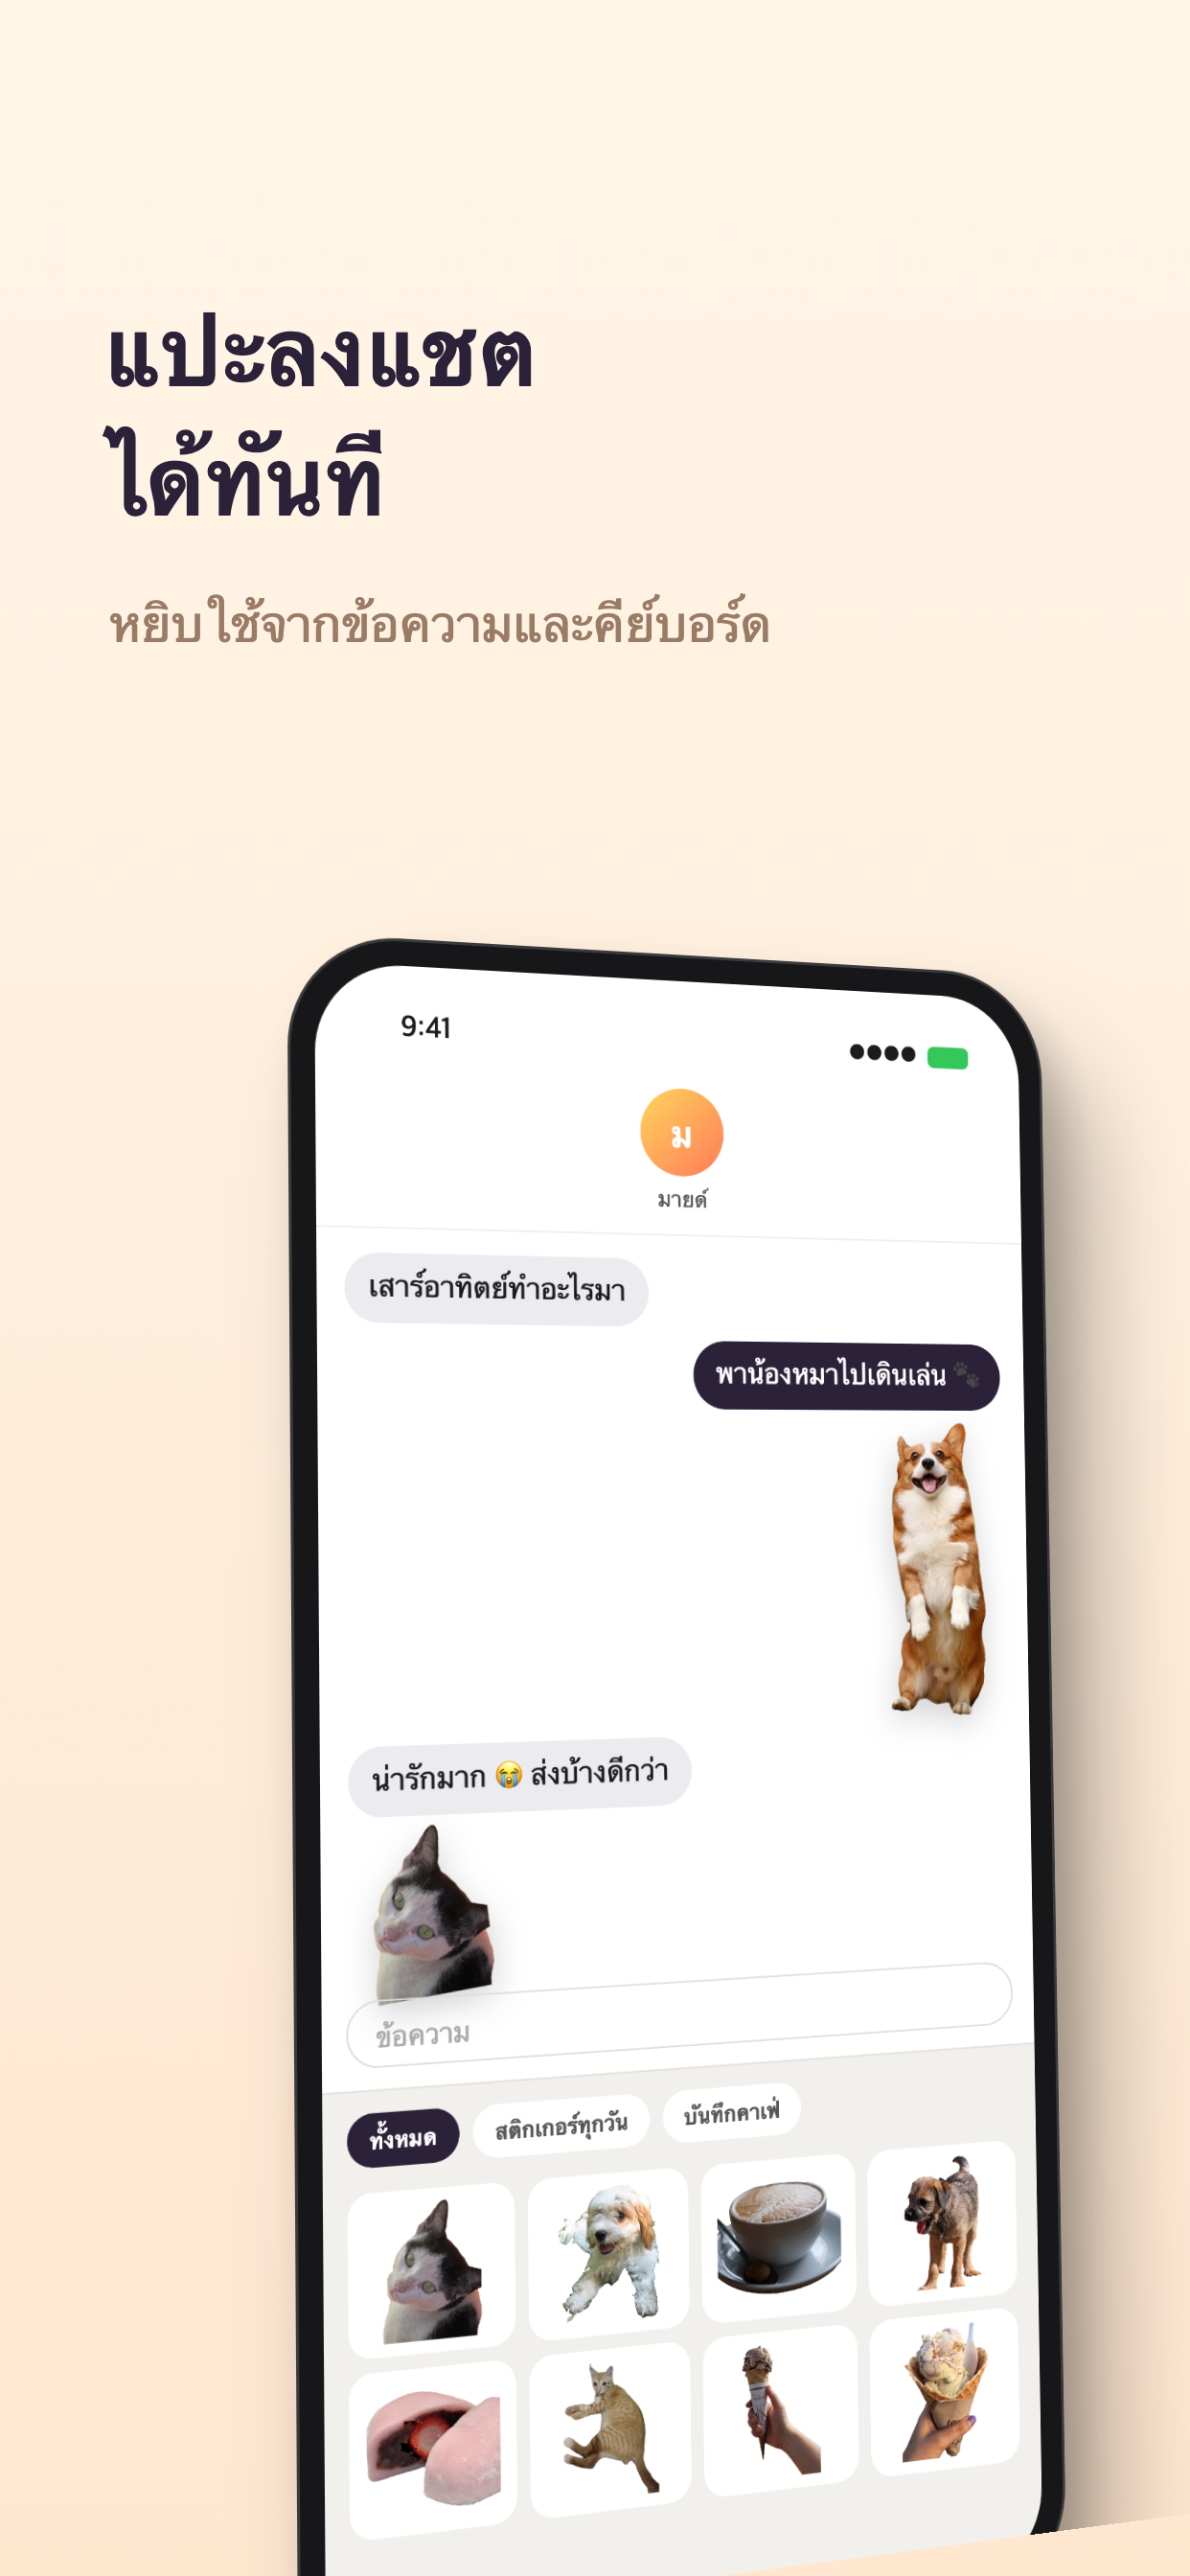 แปะลงแชต
ได้ทันที
หยิบใช้จากข้อความและคีย์บอร์ด
9:41
ม
มายด์
เสาร์อาทิตย์ทำอะไรมา
พาน้องหมาไปเดินเล่น 🐾
น่ารักมาก 😭 ส่งบ้างดีกว่า
ข้อความ
ทั้งหมด
สติกเกอร์ทุกวัน
บันทึกคาเฟ่